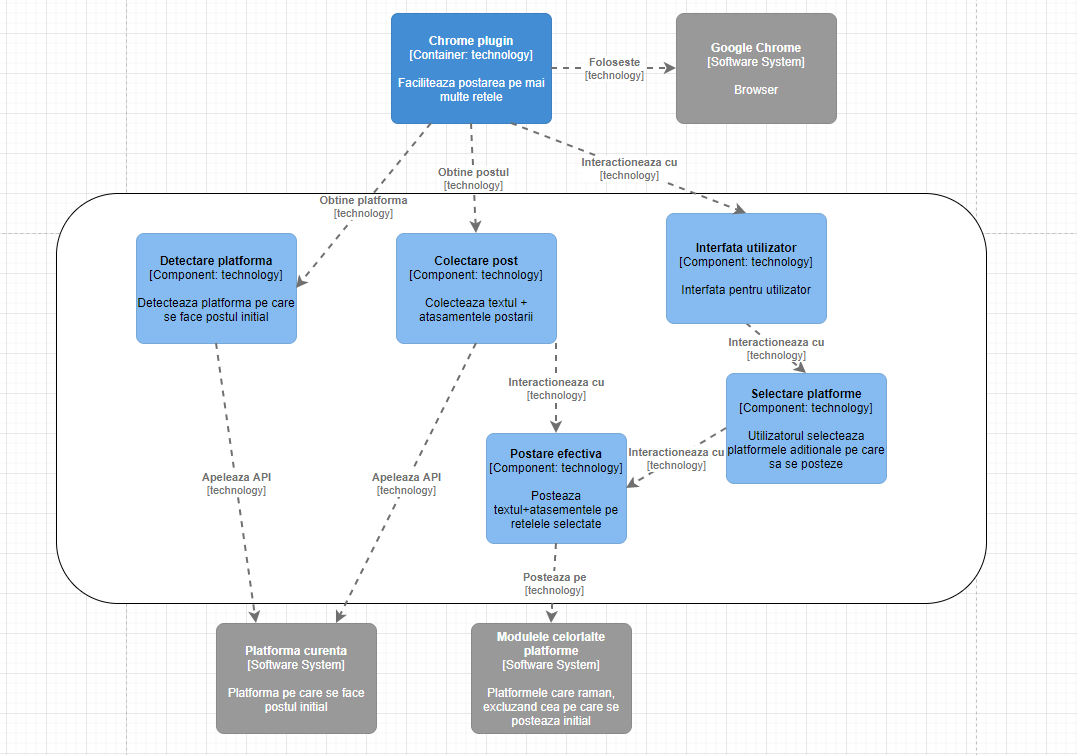 Chrome plugin
[Container: technology]
Faciliteaza postarea pe mai
multe retele
Foloseste
[technology]
Google Chrome
[Software System]
Browser
Obtine platforma
[technology]
Obtine postul
[technology]
Interactioneaza cu
[technology]
Detectare platforma
[Component: technology]
Detecteaza platforma pe care
se face postul initial
Colectare post
[Component: technology]
Colecteaza textul +
atasamentele postarii
Interfata utilizator
[Component: technology]
Interfata pentru utilizator
Interactioneaza cu
[technology]
Interactioneaza cu
[technology]
Selectare platforme
[Component: technology]
Utilizatorul selecteaza
platformele aditionale pe care
sa se posteze
Interactioneaza cu
[technology]
Postare efectiva
[Component: technology]
Posteaza
textul+atasementele pe
retelele selectate
Apeleaza API
[technology]
Apeleaza API
[technology]
Posteaza pe
[technology]
Platforma curenta
[Software System]
Platforma pe care se face
postul initial
Modulele celorlalte
platforme
[Software System]
Platformele care raman,
excluzand cea pe care se
posteaza initial